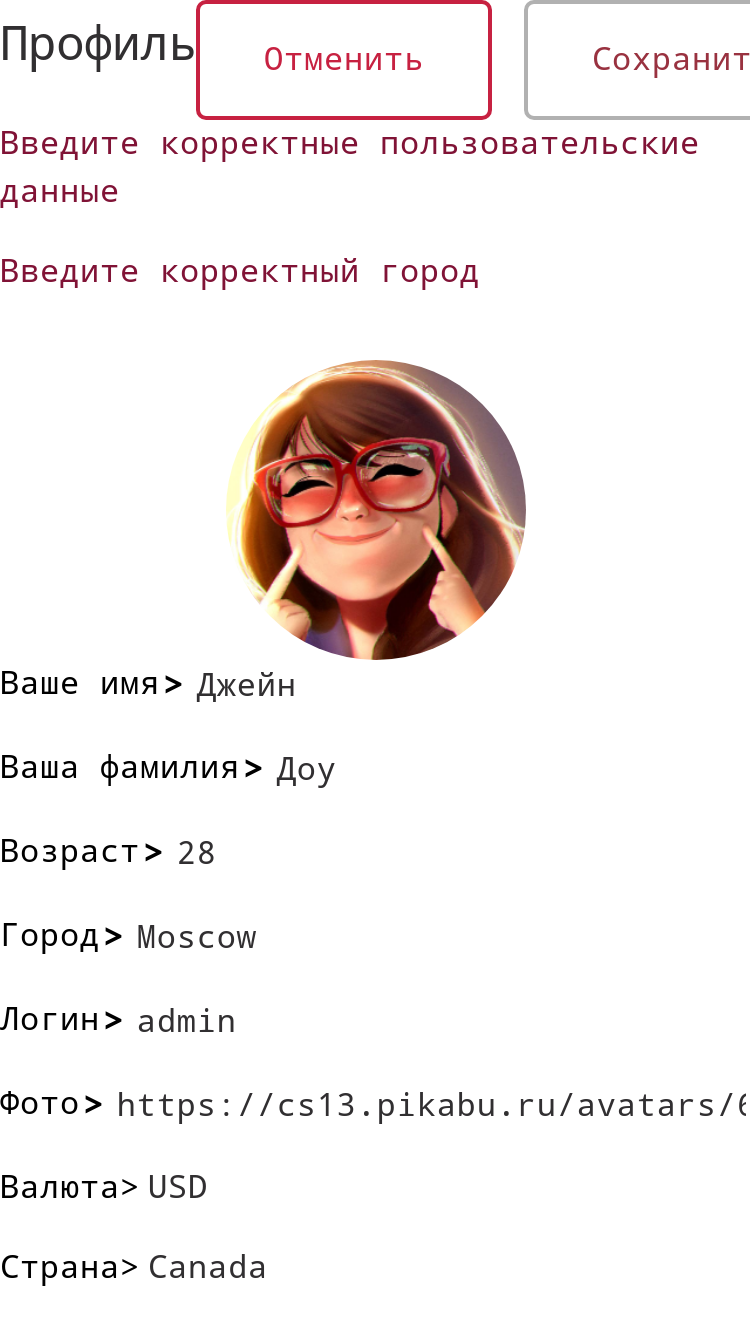 Профиль Отменить Сохранит
Введите корректные пользовательские
данные
Введите корректный город
Ваше имя> Джейн
Ваша фамилия> Доу
Возраст> 28
Город> Moscow
Логин> admin
Фото> https://cs13.pikabu.ru/avatars/6
Валюта> USD
Страна> Canada